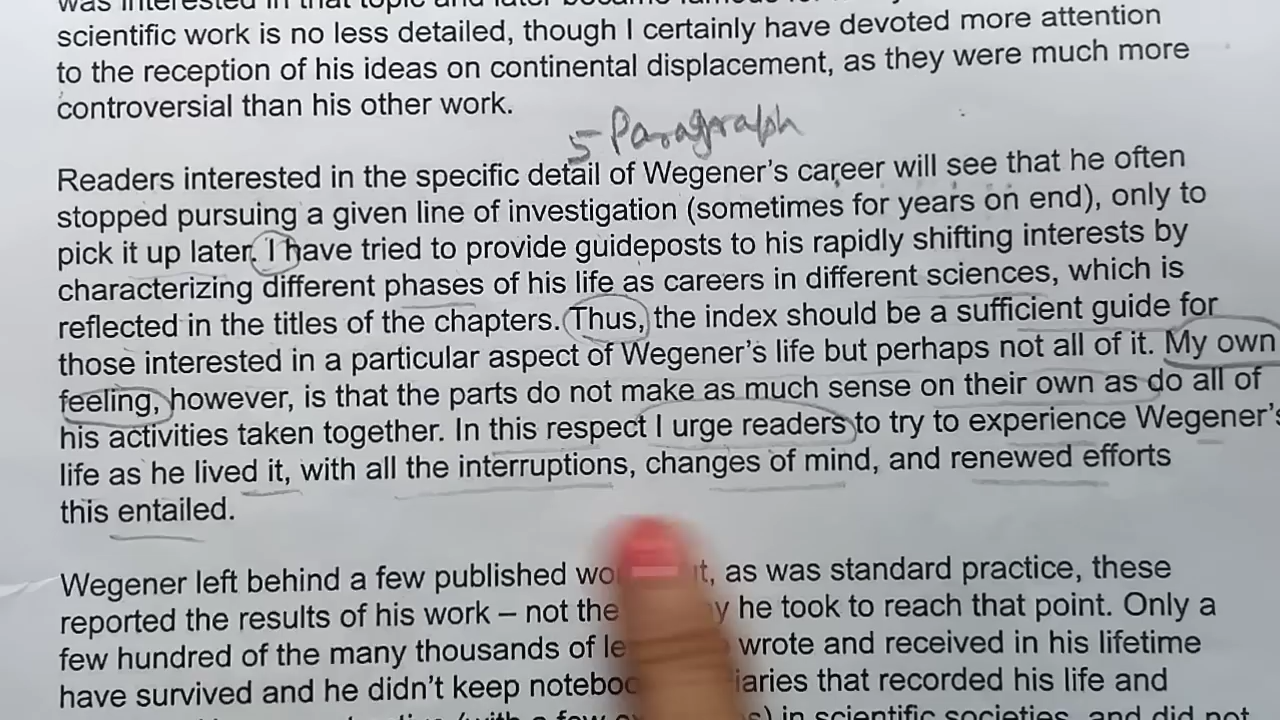 scientific work is no less detailed, though I certainly have devoted more attention
to the reception of his ideas on continental displacement, as they were much more
controversial than his other work.
5 Paragraph
Readers interested in the specific detail of Wegener's career will see that he often
stopped pursuing a given line of investigation (sometimes for years on end), only to
pick it up later. I have tried to provide guideposts to his rapidly shifting interests by
characterizing different phases of his life as careers in different sciences, which is
reflected in the titles of the chapters. Thus, the index should be a sufficient guide for
those interested in a particular aspect of Wegener's life but perhaps not all of it. My own
feeling, however, is that the parts do not make as much sense on their own as do all of
his activities taken together. In this respect I urge readers to try to experience Wegener's
life as he lived it, with all the interruptions, changes of mind, and renewed efforts
this entailed.
Wegener left behind a few published as was standard practice, these
reported the results of his work – not the he took to reach that point. Only a
few hundred of the many thousands of wrote and received in his lifetime
have survived and he didn't keep that recorded his life and
in scientific societies, and did not